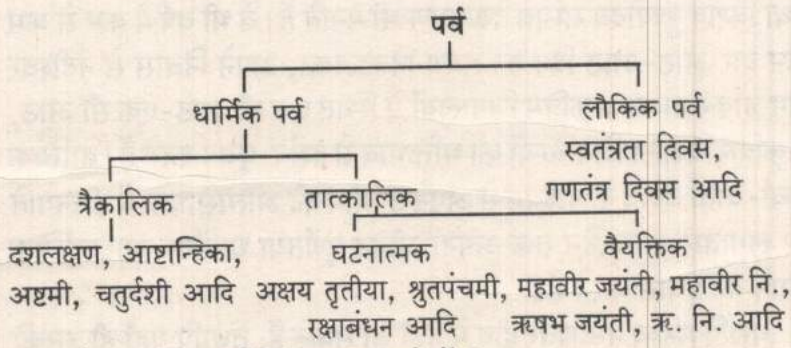 पर्व
धार्मिक पर्व
लौकिक पर्व
स्वतंत्रता दिवस,
गणतंत्र दिवस आदि
त्रैकालिक
तात्कालिक
दशलक्षण, आष्टान्हिका,
अष्टमी, चतुर्दशी आदि
घटनात्मक
अक्षय तृतीया, श्रुतपंचमी,
रक्षाबंधन आदि
वैयक्तिक
महावीर जयंती, महावीर नि.,
ऋषभ जयंती, ऋ. नि. आदि